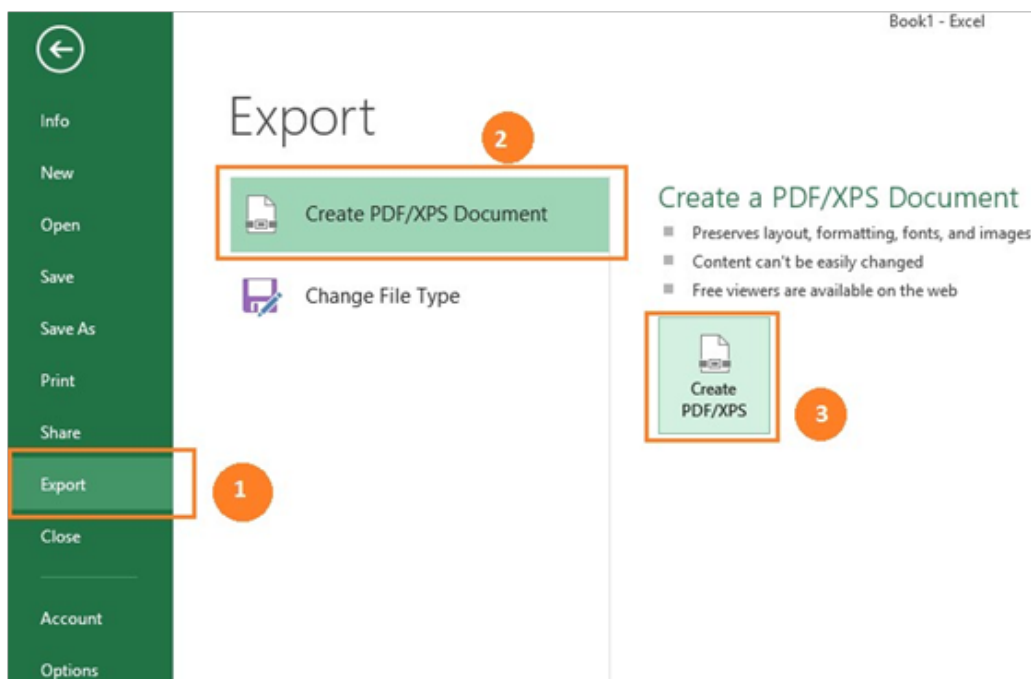 Book1 - Excel
Info
New
Open
Save
Save As
Print
Share
Export
Close
Account
Options
Export
2
Create PDF/XPS Document
Change File Type
1
Create a PDF/XPS Document
Preserves layout, formatting, fonts, and images
Content can't be easily changed
Free viewers are available on the web
Create
PDF/XPS
3